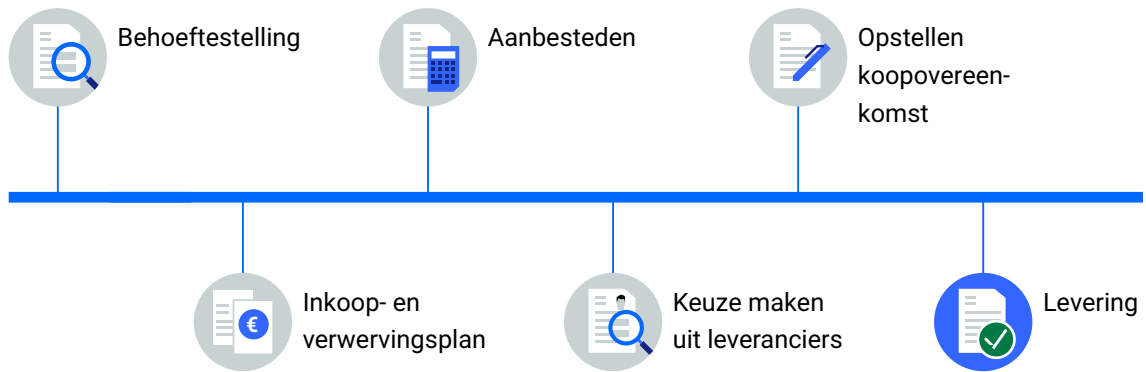 Behoeftestelling
Inkoop- en
verwervingsplan
€
Aanbesteden
Keuze maken
uit leveranciers
Opstellen
koopovereen-
komst
Levering